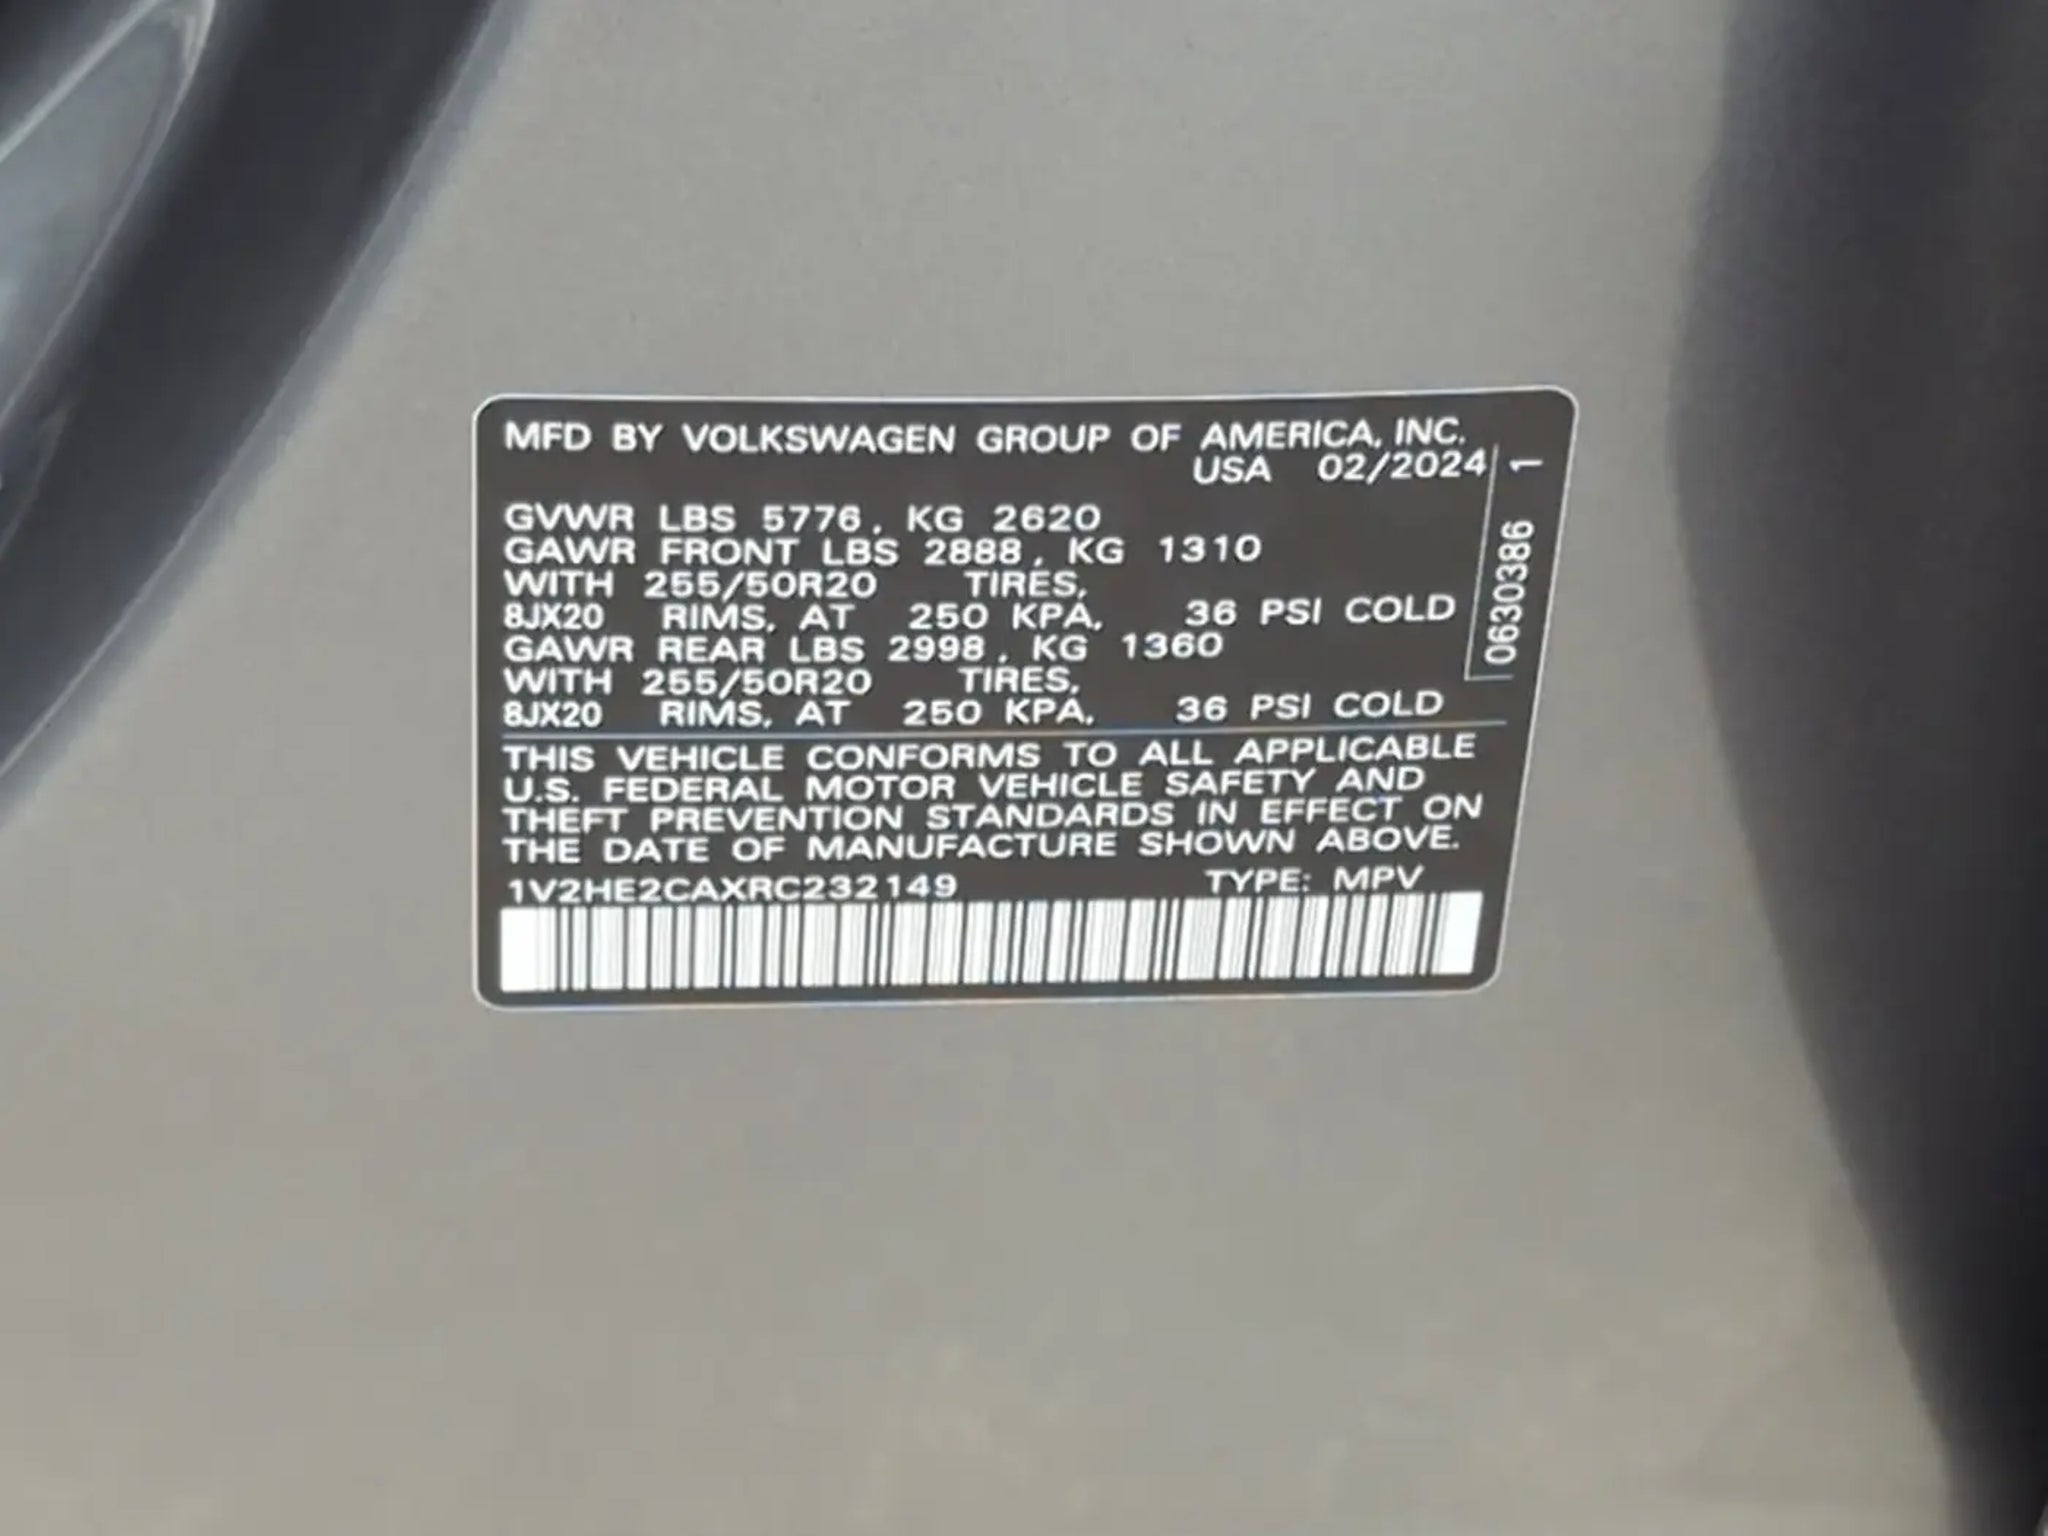 MFD BY VOLKSWAGEN GROUP OF AMERICA, INC.
USA 02/2024
GVWR LBS 5776, KG 2620
GAWR FRONT LBS 2888, KG 1310
WITH 255/50R20 TIRES,
8JX20 RIMS, AT 250 KPA, 36 PSI COLD
GAWR REAR LBS 2998, KG 1360
WITH 255/50R20 TIRES,
8JX20 RIMS, AT 250 KPA, 36 PSI COLD
0630386 1
THIS VEHICLE CONFORMS TO ALL APPLICABLE
U.S. FEDERAL MOTOR VEHICLE SAFETY AND
THEFT PREVENTION STANDARDS IN EFFECT ON
THE DATE OF MANUFACTURE SHOWN ABOVE.
1V2HE2CAXRC232149 TYPE: MPV